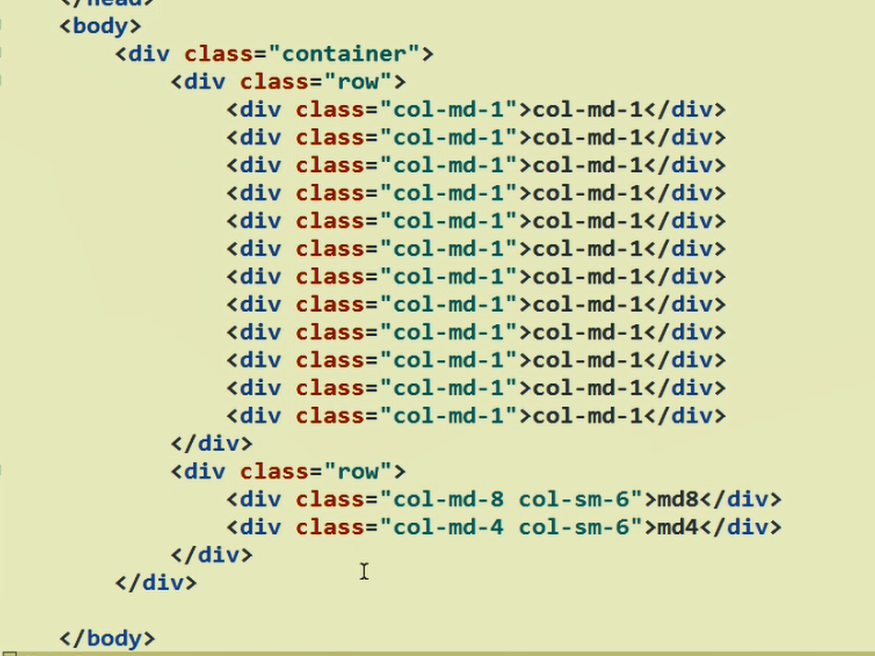 </head>
<body>
<div class="container">
<div class="row">
<div class="col-md-1">col-md-1</div>
<div class="col-md-1">col-md-1</div>
<div class="col-md-1">col-md-1</div>
<div class="col-md-1">col-md-1</div>
<div class="col-md-1">col-md-1</div>
<div class="col-md-1">col-md-1</div>
<div class="col-md-1">col-md-1</div>
<div class="col-md-1">col-md-1</div>
<div class="col-md-1">col-md-1</div>
<div class="col-md-1">col-md-1</div>
<div class="col-md-1">col-md-1</div>
<div class="col-md-1">col-md-1</div>
</div>
<div class="row">
<div class="col-md-8 col-sm-6">md8</div>
<div class="col-md-4 col-sm-6">md4</div>
</div>
</div>
</body>